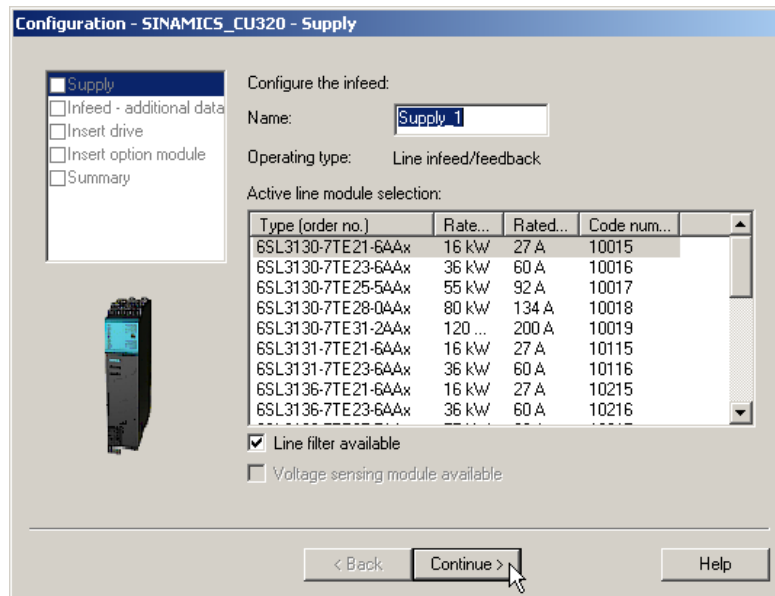 Configuration - SINAMICS_CU320 - Supply
Supply
Infeed - additional data
Insert drive
Insert option module
Summary
Configure the infeed:
Name: Supply_1
Operating type: Line infeed/feedback
Active line module selection:
Type (order no.) Rate... Rated... Code num...
6SL3130-7TE21-6AAx 16 kW 27 A 10015
6SL3130-7TE23-6AAx 36 kW 60 A 10016
6SL3130-7TE25-5AAx 55 kW 92 A 10017
6SL3130-7TE28-0AAx 80 kW 134 A 10018
6SL3130-7TE31-2AAx 120 ... 200 A 10019
6SL3131-7TE21-6AAx 16 kW 27 A 10115
6SL3131-7TE23-6AAx 36 kW 60 A 10116
6SL3136-7TE21-6AAx 16 kW 27 A 10215
6SL3136-7TE23-6AAx 36 kW 60 A 10216
Line filter available
Voltage sensing module available
< Back Continue > Help